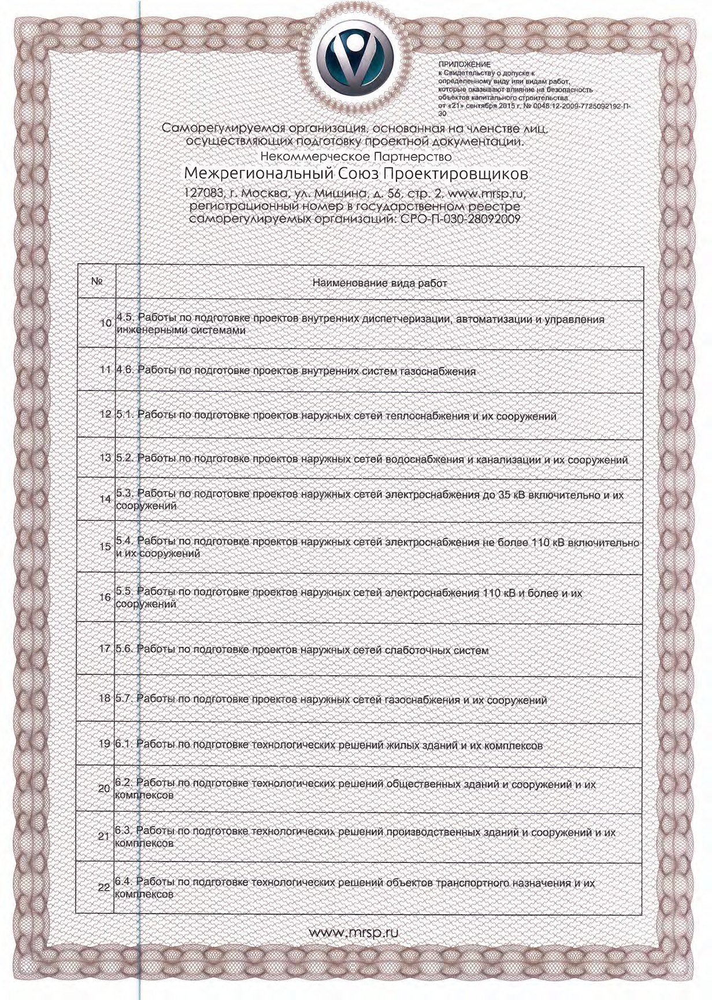 ПРИЛОЖЕНИЕ
к Свидетельству о допуске к
определенному виду или видам работ,
которые оказывают влияние на безопасность
объектов капитального строительства
от «21» сентября 2015 г. № 0048.12-2009-7725092192-П-
30
Саморегулируемая организация, основанная на членстве лиц,
осуществляющих подготовку проектной документации.
Некоммерческое Партнерство
Межрегиональный Союз Проектировщиков
127083, г. Москва, ул. Мишина, д. 56, стр. 2, www.mrsp.ru,
регистрационный номер в государственном реестре
саморегулируемых организаций: СРО-П-030-28092009
№ Наименование вида работ
10 4.5. Работы по подготовке проектов внутренних диспетчеризации, автоматизации и управления
инженерными системами
11 4.6. Работы по подготовке проектов внутренних систем газоснабжения
12 5.1. Работы по подготовке проектов наружных сетей теплоснабжения и их сооружений
13 5.2. Работы по подготовке проектов наружных сетей водоснабжения и канализации и их сооружений
14 5.3. Работы по подготовке проектов наружных сетей электроснабжения до 35 кВ включительно и их
сооружений
15 5.4. Работы по подготовке проектов наружных сетей электроснабжения не более 110 кВ включительно
и их сооружений
16 5.5. Работы по подготовке проектов наружных сетей электроснабжения 110 кВ и более и их
сооружений
17 5.6. Работы по подготовке проектов наружных сетей слаботочных систем
18 5.7. Работы по подготовке проектов наружных сетей газоснабжения и их сооружений
19 6.1. Работы по подготовке технологических решений жилых зданий и их комплексов
20 6.2. Работы по подготовке технологических решений общественных зданий и сооружений и их
комплексов
21 6.3. Работы по подготовке технологических решений производственных зданий и сооружений и их
комплексов
22 6.4. Работы по подготовке технологических решений объектов транспортного назначения и их
комплексов
www.mrsp.ru